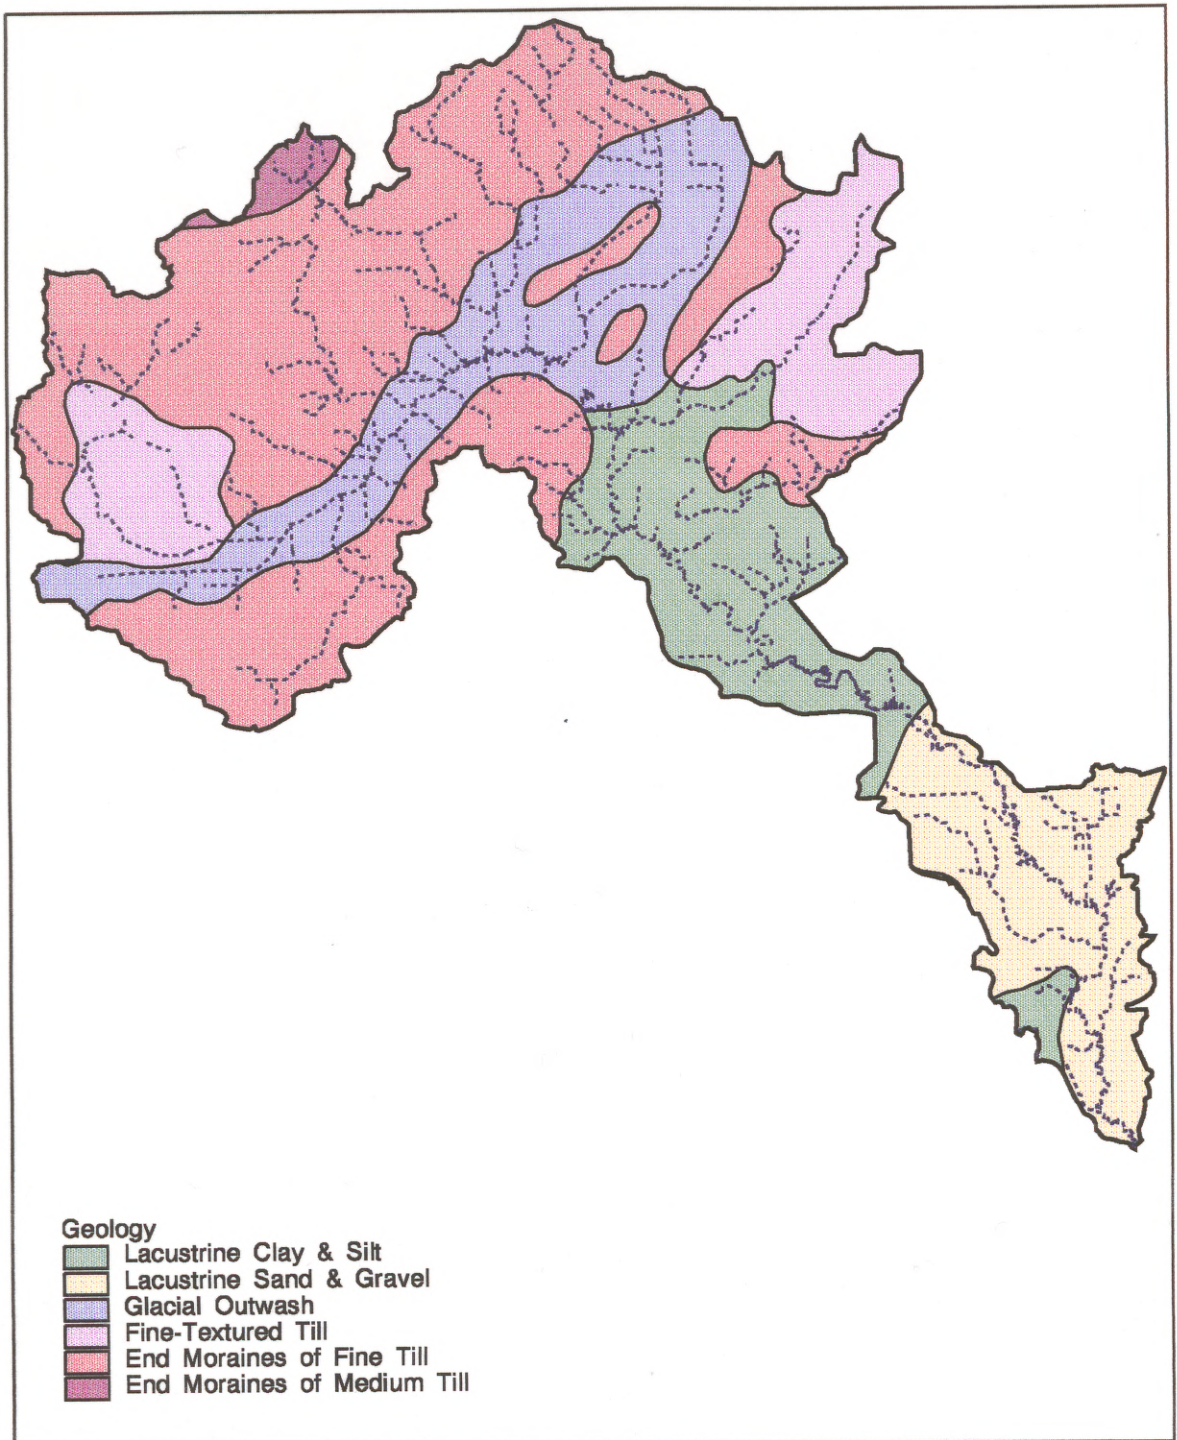 Geology
Lacustrine Clay & Silt
Lacustrine Sand & Gravel
Glacial Outwash
Fine-Textured Till
End Moraines of Fine Till
End Moraines of Medium Till